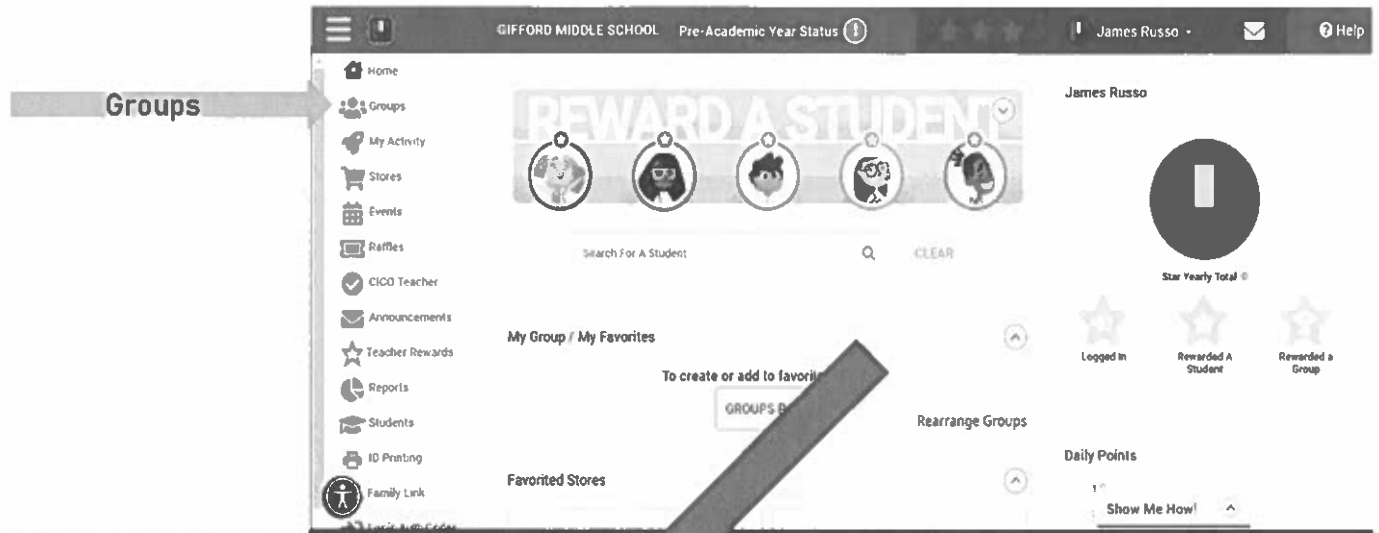 GIFFORD MIDDLE SCHOOL Pre-Academic Year Status
James Russo
Help
Groups
Home
Groups
My Activity
Stores
Events
Raffles
CICO Teacher
Announcements
Teacher Rewards
Reports
Students
ID Printing
Family Link
REWARD A STUDENT
Search For A Student
CLEAR
My Group / My Favorites
To create or add to
GROUPS
Rearrange Groups
Favorited Stores
James Russo
Star Yearly Total
Logged In
Rewarded A
Student
Rewarded a
Group
Daily Points
Show Me How!